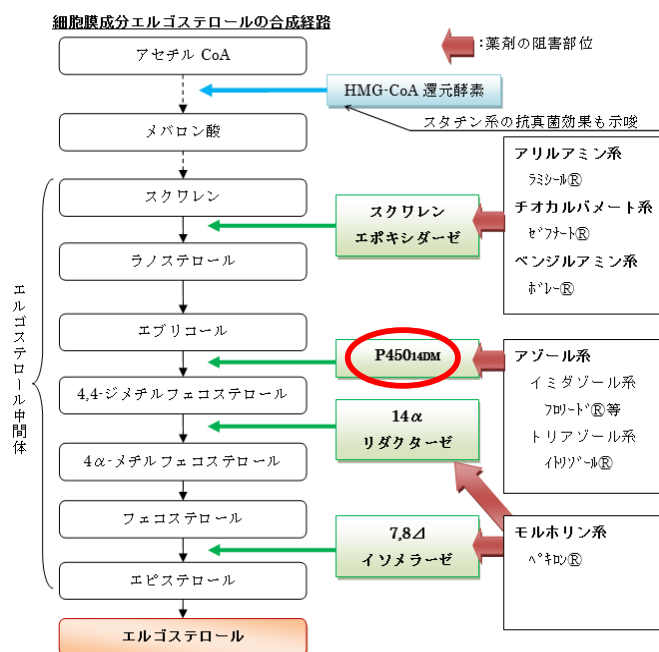 細胞膜成分エルゴステロールの合成経路
:薬剤の阻害部位
アセチル CoA
HMG-CoA 還元酵素
スタチン系の抗真菌効果も示唆
メバロン酸
アリルアミン系
ﾗﾐｼｰﾙ®
チオカルバメート系
ｾﾞﾌﾅｰﾄ®
ベンジルアミン系
ﾎﾞﾚｰ®
スクワレン
スクワレン
エポキシダーゼ
ラノステロール
エルゴステロール中間体
エブリコール
P45014DM
アゾール系
イミダゾール系
ﾌﾛﾘｰﾄﾞ®等
トリアゾール系
ｲﾄﾘｿﾞｰﾙ®
4,4-ジメチルフェコステロール
14α
リダクターゼ
4α-メチルフェコステロール
フェコステロール
7,8⊿
イソメラーゼ
モルホリン系
ﾍﾟｷﾛﾝ®
エピステロール
エルゴステロール